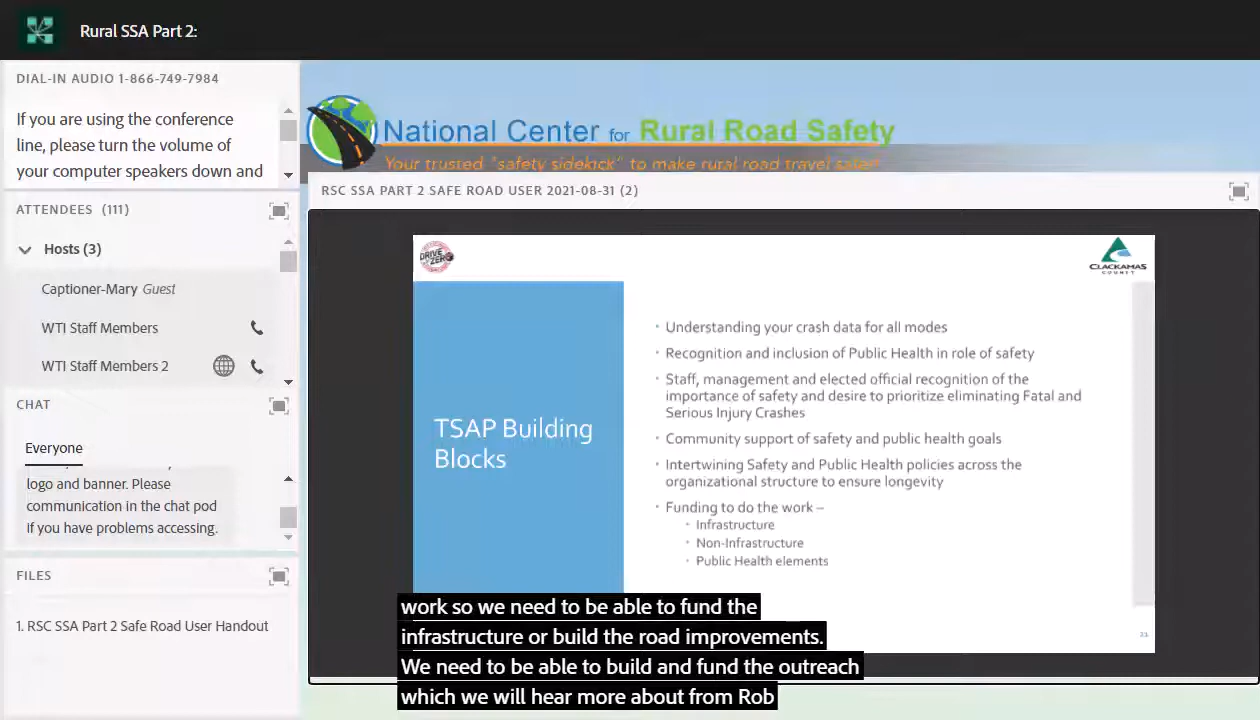 Rural SSA Part 2:
DIAL-IN AUDIO 1-866-749-7984
If you are using the conference
line, please turn the volume of
your computer speakers down and
ATTENDEES (111)
Hosts (3)
Captioner-Mary Guest
WTI Staff Members
WTI Staff Members 2
CHAT
Everyone
logo and banner. Please
communication in the chat pod
if you have problems accessing.
FILES
1. RSC SSA Part 2 Safe Road User Handout
National Center for Rural Road Safety
Your trusted "safety sidekick" to make rural road travel safer!
RSC SSA PART 2 SAFE ROAD USER 2021-08-31 (2)
DRIVE TO ZERO
CLACKAMAS
COUNTY
TSAP Building
Blocks
• Understanding your crash data for all modes
• Recognition and inclusion of Public Health in role of safety
• Staff, management and elected official recognition of the
importance of safety and desire to prioritize eliminating Fatal and
Serious Injury Crashes
• Community support of safety and public health goals
• Intertwining Safety and Public Health policies across the
organizational structure to ensure longevity
• Funding to do the work –
• Infrastructure
• Non-Infrastructure
• Public Health elements
work so we need to be able to fund the
infrastructure or build the road improvements.
We need to be able to build and fund the outreach
which we will hear more about from Rob